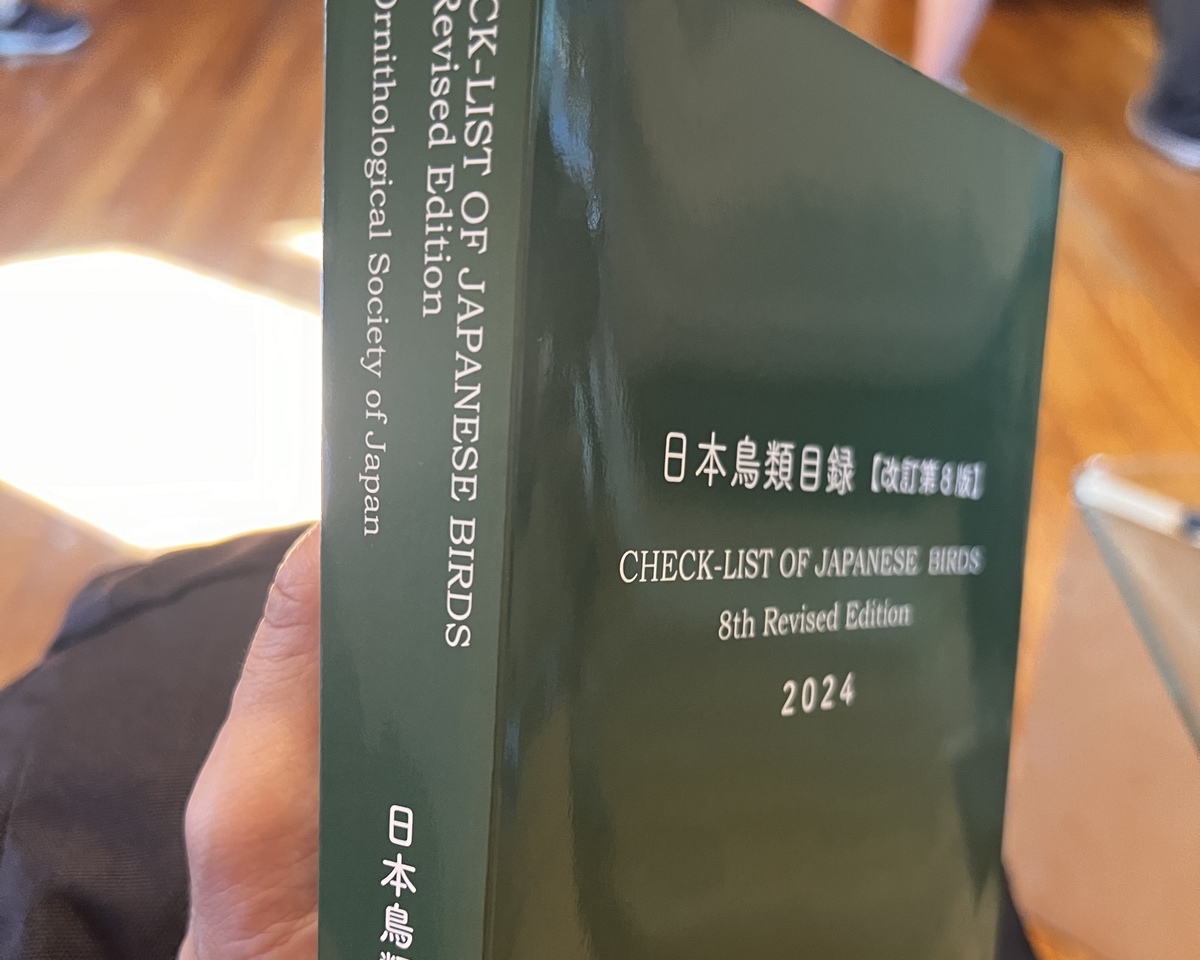 CK-LIST OF JAPANESE BIRDS
Revised Edition
Ornithological Society of Japan
日本鳥類
日本鳥類目録【改訂第8版】
CHECK-LIST OF JAPANESE BIRDS
8th Revised Edition
2024